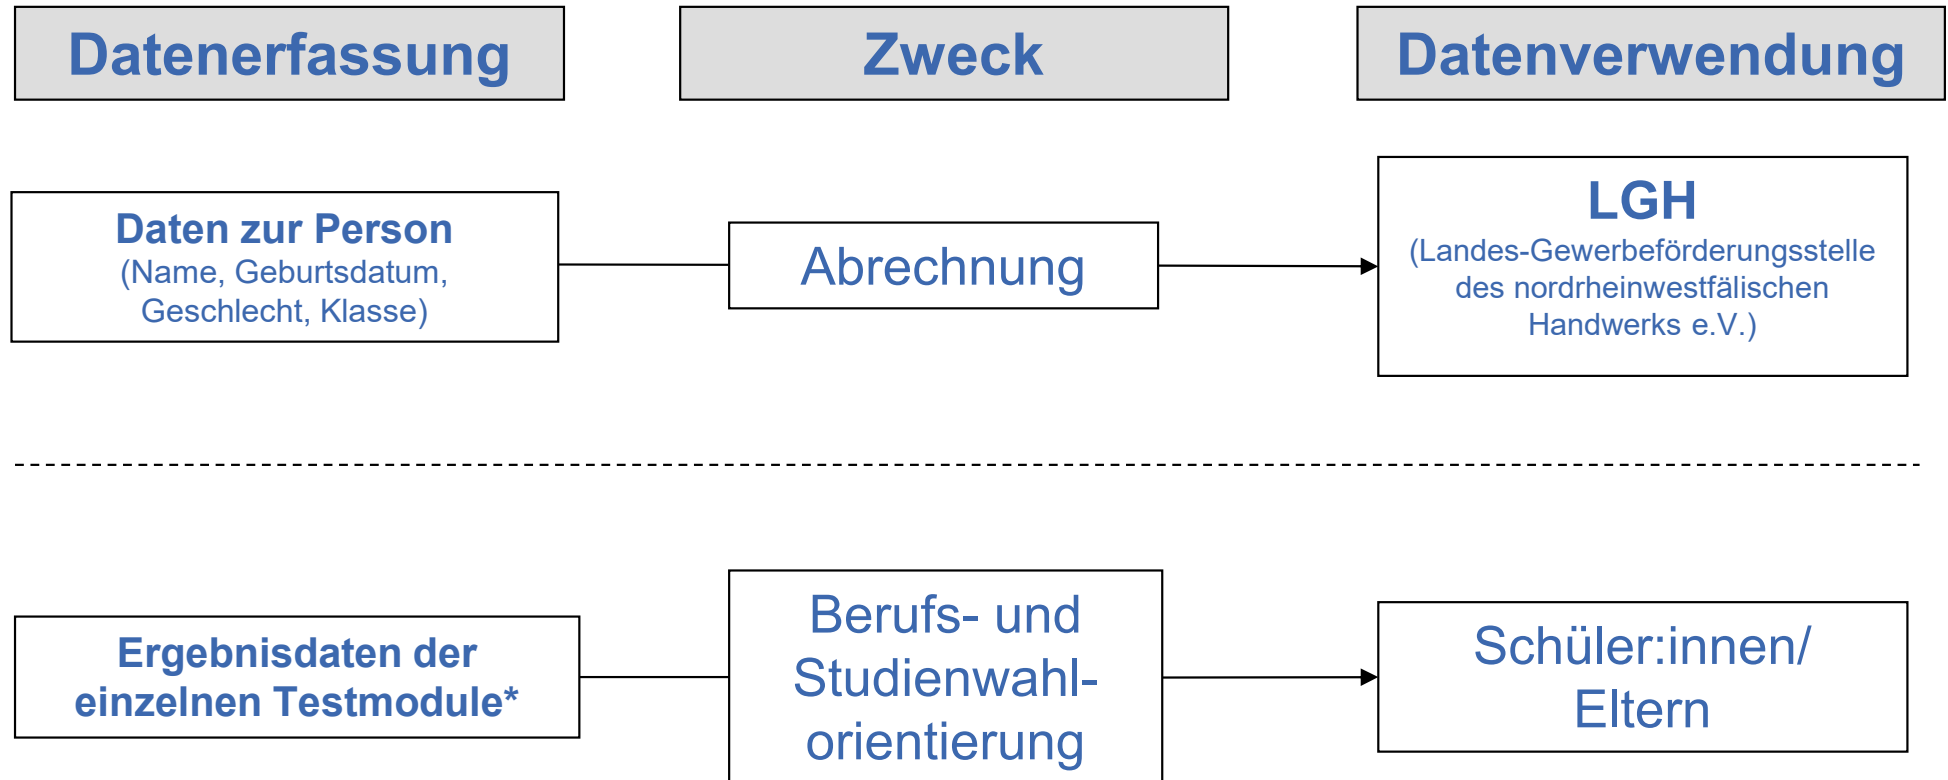 Datenerfassung
Zweck
Datenverwendung
Daten zur Person
(Name, Geburtsdatum,
Geschlecht, Klasse)
Abrechnung
LGH
(Landes-Gewerbeförderungsstelle
des nordrheinwestfälischen
Handwerks e.V.)
Ergebnisdaten der
einzelnen Testmodule*
Berufs- und
Studienwahl-
orientierung
Schüler:innen/
Eltern